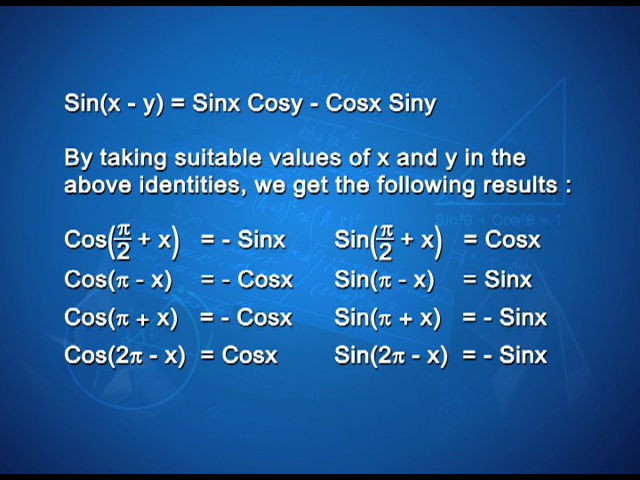 Sin(x - y) = Sinx Cosy - Cosx Siny
By taking suitable values of x and y in the
above identities, we get the following results :
Cos(π/2 + x) = - Sinx Sin(π/2 + x) = Cosx
Cos(π - x) = - Cosx Sin(π - x) = Sinx
Cos(π + x) = - Cosx Sin(π + x) = - Sinx
Cos(2π - x) = Cosx Sin(2π - x) = - Sinx